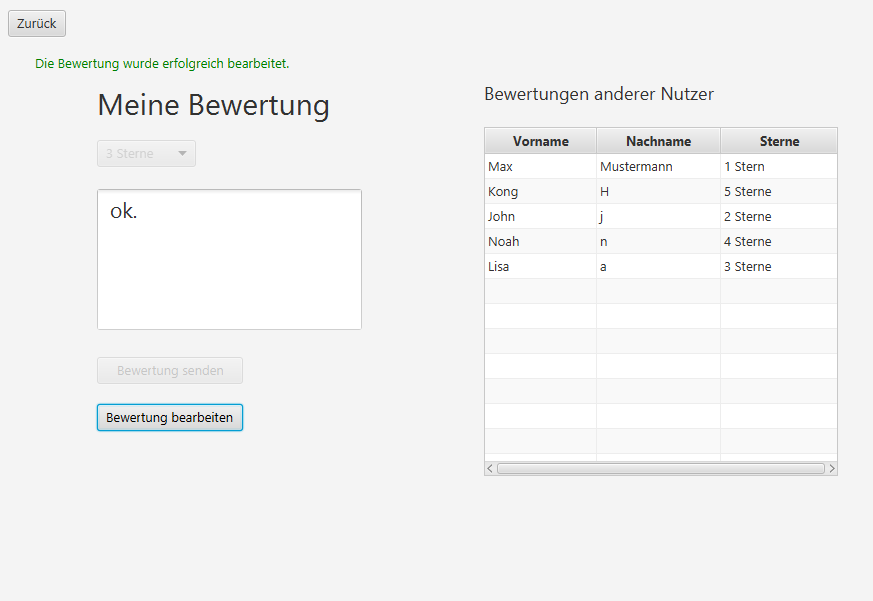 Zurück
Die Bewertung wurde erfolgreich bearbeitet.
Meine Bewertung
3 Sterne
ok.
Bewertung senden
Bewertung bearbeiten
Bewertungen anderer Nutzer
Vorname Nachname Sterne
Max Mustermann 1 Stern
Kong H 5 Sterne
John j 2 Sterne
Noah n 4 Sterne
Lisa a 3 Sterne